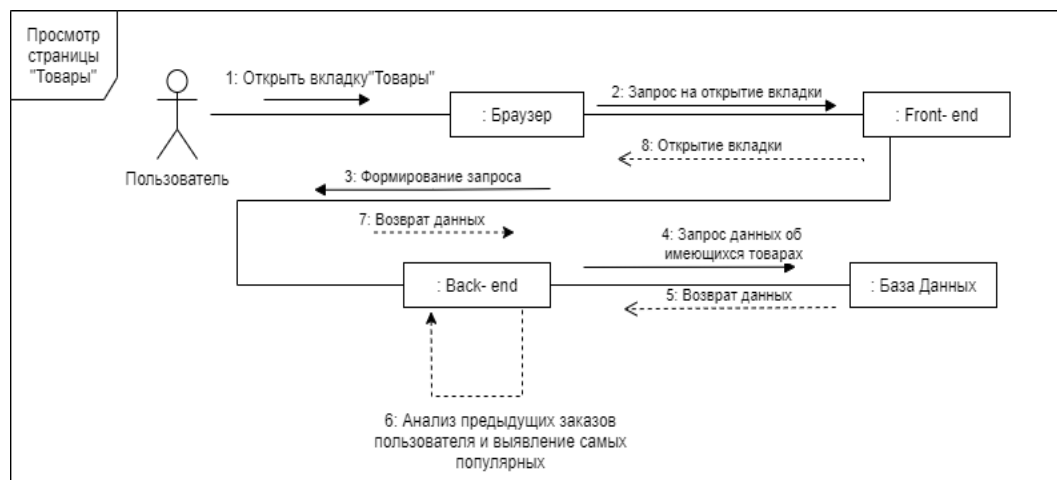 Просмотр
страницы
"Товары"
1: Открыть вкладку"Товары"
2: Запрос на открытие вкладки
: Браузер
: Front- end
8: Открытие вкладки
Пользователь
3: Формирование запроса
7: Возврат данных
4: Запрос данных об
имеющихся товарах
: Back- end
5: Возврат данных
: База Данных
6: Анализ предыдущих заказов
пользователя и выявление самых
популярных